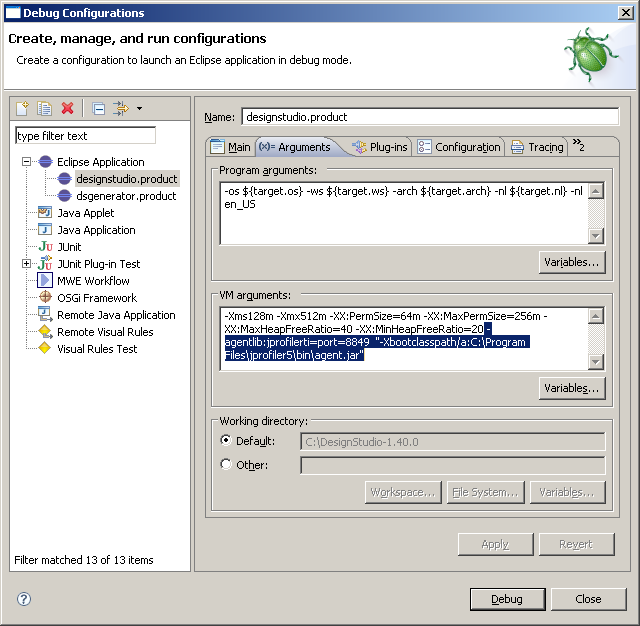 Debug Configurations
Create, manage, and run configurations
Create a configuration to launch an Eclipse application in debug mode.
type filter text
Eclipse Application
designstudio.product
dsgenerator.product
Java Applet
Java Application
Ju JUnit
JUnit Plug-in Test
MWE Workflow
OSGi Framework
Remote Java Application
Remote Visual Rules
Visual Rules Test
Filter matched 13 of 13 items
Name: designstudio.product
Main (x)= Arguments Plug-ins Configuration Tracing »2
Program arguments:
-os ${target.os} -ws ${target.ws} -arch ${target.arch} -nl ${target.nl} -nl
en_US
Variables...
VM arguments:
-Xms128m -Xmx512m -XX:PermSize=64m -XX:MaxPermSize=256m -
XX:MaxHeapFreeRatio=40 -XX:MinHeapFreeRatio=20 -
agentlib:jprofilerti=port=8849 "-Xbootclasspath/a:C:\Program
Files\jprofiler5\bin\agent.jar"
Variables...
Working directory:
Default: C:\DesignStudio-1.40.0
Other:
Workspace... File System... Variables...
Apply Revert
? Debug Close